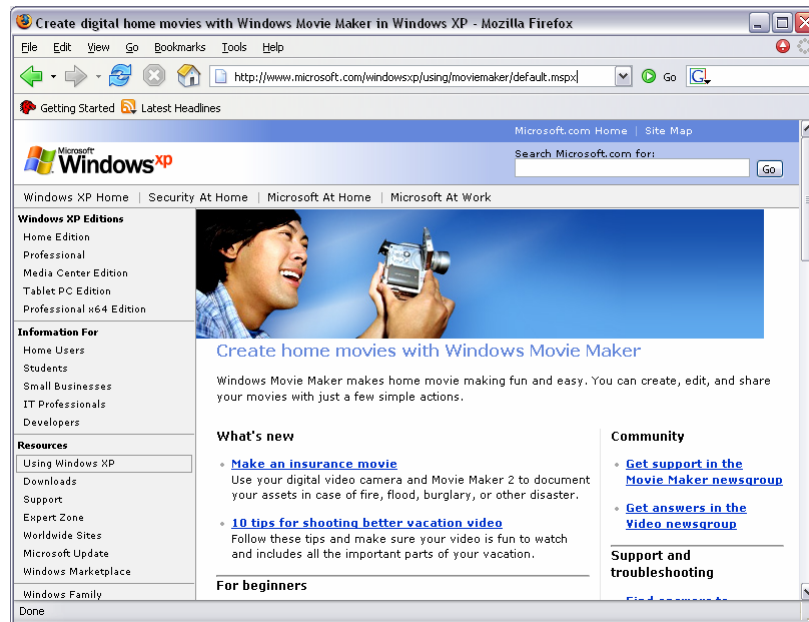 Create digital home movies with Windows Movie Maker in Windows XP - Mozilla Firefox
File Edit View Go Bookmarks Tools Help
http://www.microsoft.com/windowsxp/using/moviemaker/default.mspx
Go
G
Getting Started Latest Headlines
Microsoft.com Home | Site Map
Microsoft
Windows xp
Search Microsoft.com for:
Go
Windows XP Home | Security At Home | Microsoft At Home | Microsoft At Work
Windows XP Editions
Home Edition
Professional
Media Center Edition
Tablet PC Edition
Professional x64 Edition
Information For
Home Users
Students
Small Businesses
IT Professionals
Developers
Resources
Using Windows XP
Downloads
Support
Expert Zone
Worldwide Sites
Microsoft Update
Windows Marketplace
Windows Family
Create home movies with Windows Movie Maker
Windows Movie Maker makes home movie making fun and easy. You can create, edit, and share
your movies with just a few simple actions.
What's new
Make an insurance movie
Use your digital video camera and Movie Maker 2 to document
your assets in case of fire, flood, burglary, or other disaster.
10 tips for shooting better vacation video
Follow these tips and make sure your video is fun to watch
and includes all the important parts of your vacation.
For beginners
Community
Get support in the
Movie Maker newsgroup
Get answers in the
Video newsgroup
Support and
troubleshooting
Find answers to
Done